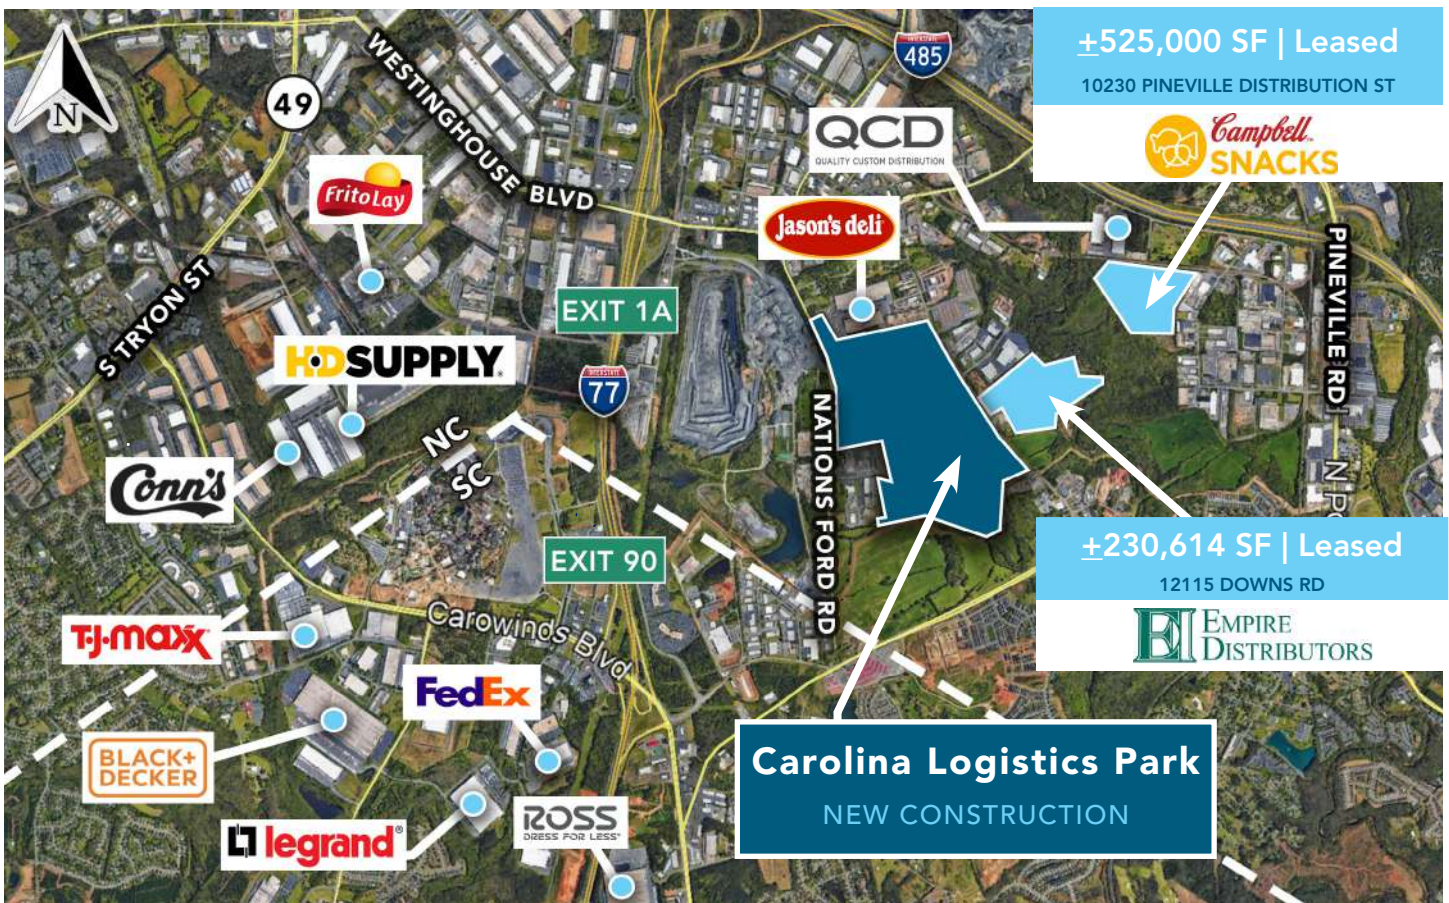 N
49
WESTINGHOUSE BLVD
INTERSTATE
485
±525,000 SF | Leased
10230 PINEVILLE DISTRIBUTION ST
Campbell
SNACKS
QCD
QUALITY CUSTOM DISTRIBUTION
FritoLay
Jason's deli
S TRYON ST
PINEVILLE RD
EXIT 1A
HDSUPPLY
INTERSTATE
77
NATIONS FORD RD
NC
SC
Conn's
EXIT 90
±230,614 SF | Leased
12115 DOWNS RD
EI EMPIRE
DISTRIBUTORS
Carowinds Blvd
T·J·maxx
FedEx
BLACK+
DECKER
Carolina Logistics Park
NEW CONSTRUCTION
legrand®
ROSS
DRESS FOR LESS